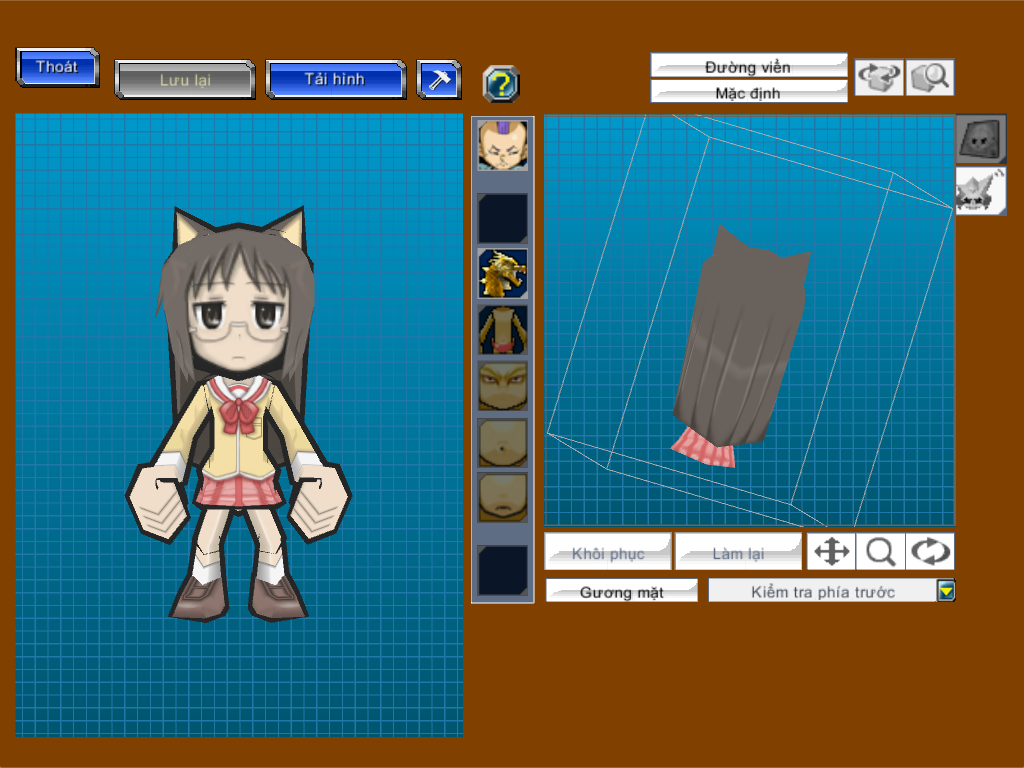 Thoát
Lưu lại
Tải hình
?
Đường viền
Mặc định
Khôi phục
Làm lại
Gương mặt
Kiểm tra phía trước